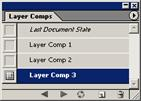 Layer Comps
Last Document State
Layer Comp 1
Layer Comp 2
Layer Comp 3